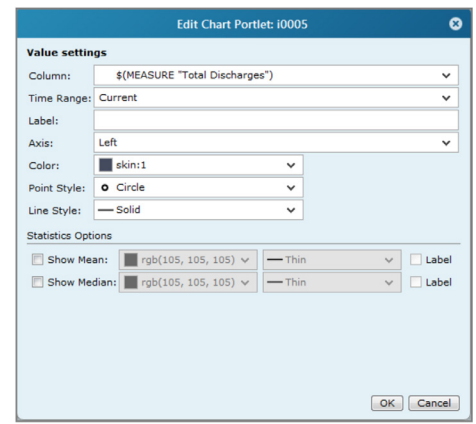 Edit Chart Portlet: i0005
Value settings
Column: $(MEASURE "Total Discharges")
Time Range: Current
Label:
Axis: Left
Color: skin:1
Point Style: Circle
Line Style: Solid
Statistics Options
Show Mean: rgb(105, 105, 105) Thin Label
Show Median: rgb(105, 105, 105) Thin Label
OK Cancel